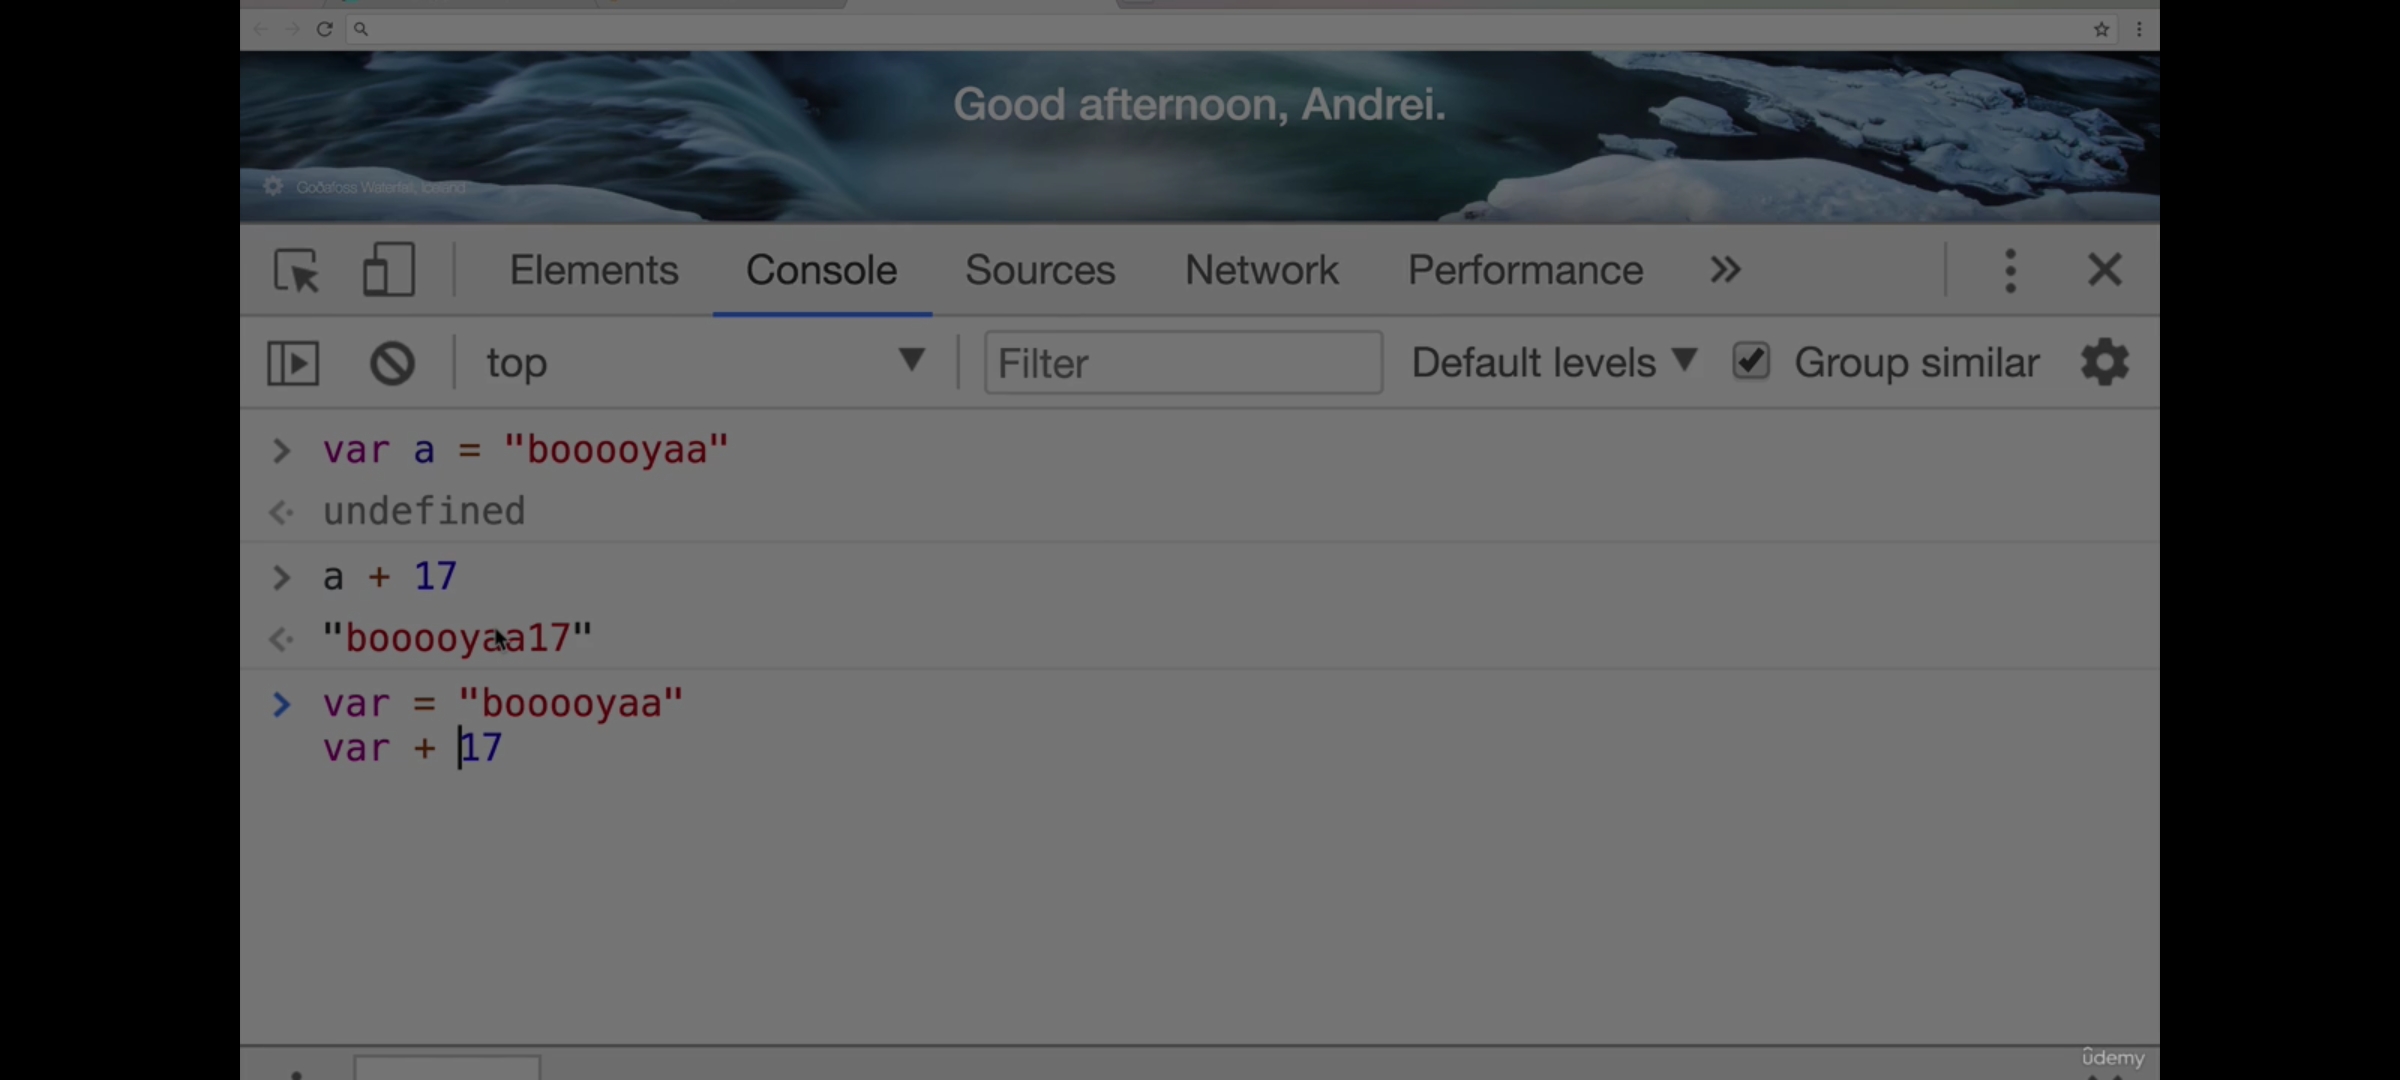 Good afternoon, Andrei.
Goðafoss Waterfall, Iceland
Elements Console Sources Network Performance
top Filter Default levels Group similar
> var a = "booooyaa"
undefined
> a + 17
"booooyaa17"
> var = "booooyaa"
var + 17
ûdemy